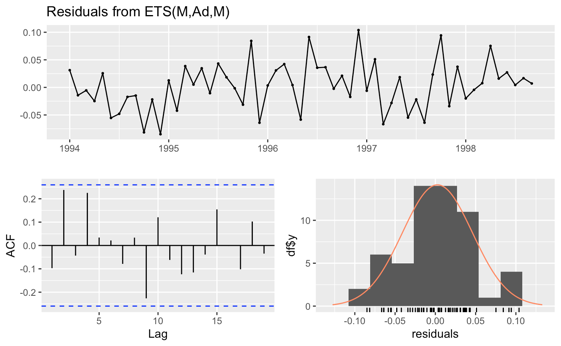 Residuals from ETS(M,Ad,M)
0.10
0.05
0.00
-0.05
1994 1995 1996 1997 1998
ACF
0.2
0.1
0.0
-0.1
-0.2
5 10 15
Lag
df$y
10
5
0
-0.10 -0.05 0.00 0.05 0.10
residuals